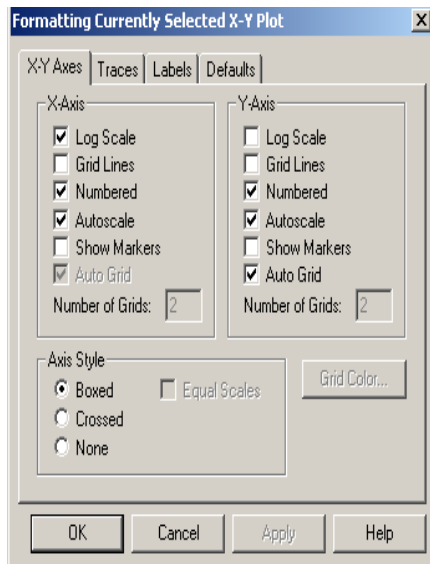 Formatting Currently Selected X-Y Plot
X-Y Axes Traces Labels Defaults
X-Axis
Log Scale
Grid Lines
Numbered
Autoscale
Show Markers
Auto Grid
Number of Grids: 2
Y-Axis
Log Scale
Grid Lines
Numbered
Autoscale
Show Markers
Auto Grid
Number of Grids: 2
Axis Style
Boxed
Crossed
None
Equal Scales
Grid Color...
OK Cancel Apply Help